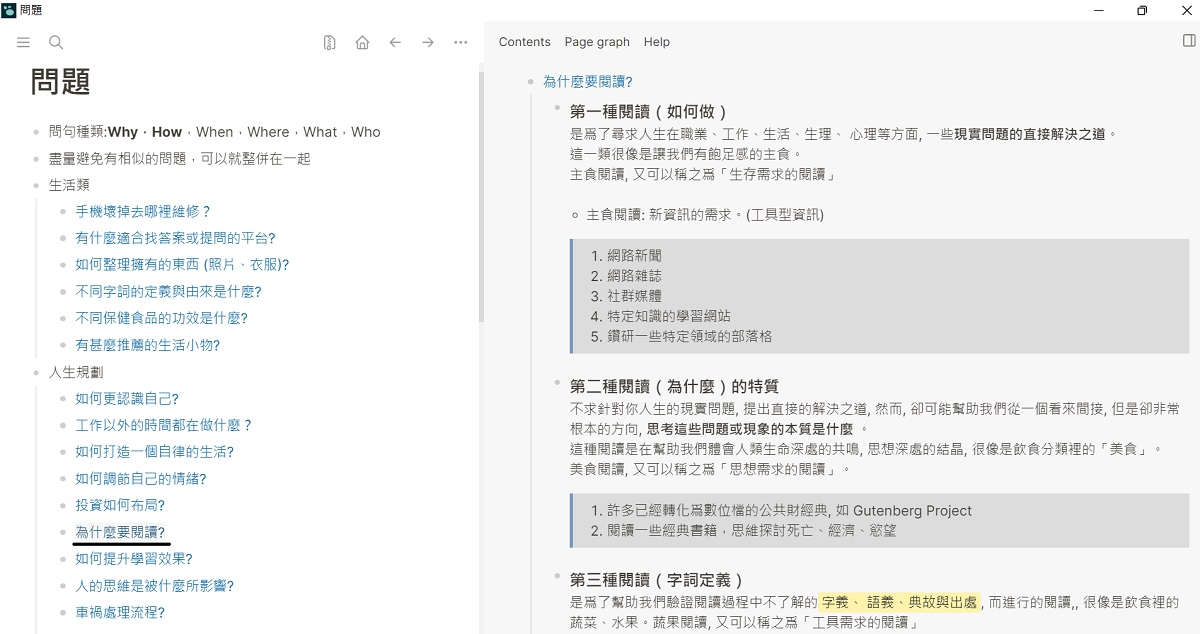 問題
問題
問句種類:Why、How、When、Where、What、Who
盡量避免有相似的問題，可以就整併在一起
生活類
手機壞掉去哪裡維修？
有什麼適合找答案或提問的平台?
如何整理擁有的東西 (照片、衣服)?
不同字詞的定義與由來是什麼?
不同保健食品的功效是什麼?
有甚麼推薦的生活小物?
人生規劃
如何更認識自己?
工作以外的時間都在做什麼？
如何打造一個自律的生活?
如何調節自己的情緒?
投資如何布局?
為什麼要閱讀?
如何提升學習效果?
人的思維是被什麼所影響?
車禍處理流程?
Contents Page graph Help
為什麼要閱讀?
第一種閱讀（如何做）
是為了尋求人生在職業、工作、生活、生理、 心理等方面, 一些現實問題的直接解決之道。
這一類很像是讓我們有飽足感的主食。
主食閱讀, 又可以稱之為「生存需求的閱讀」
主食閱讀: 新資訊的需求。(工具型資訊)
1. 網路新聞
2. 網路雜誌
3. 社群媒體
4. 特定知識的學習網站
5. 鑽研一些特定領域的部落格
第二種閱讀（為什麼）的特質
不求針對你人生的現實問題, 提出直接的解決之道, 然而, 卻可能幫助我們從一個看來間接, 但是卻非常
根本的方向, 思考這些問題或現象的本質是什麼 。
這種閱讀是在幫助我們體會人類生命深處的共鳴, 思想深處的結晶, 很像是飲食分類裡的「美食」。
美食閱讀, 又可以稱之為「思想需求的閱讀」。
1. 許多已經轉化為數位檔的公共財經典, 如 Gutenberg Project
2. 閱讀一些經典書籍，思維探討死亡、經濟、慾望
第三種閱讀（字詞定義）
是為了幫助我們驗證閱讀過程中不了解的字義、 語義、典故與出處, 而進行的閱讀,, 很像是飲食裡的
蔬菜、水果。蔬果閱讀, 又可以稱之為「工具需求的閱讀」